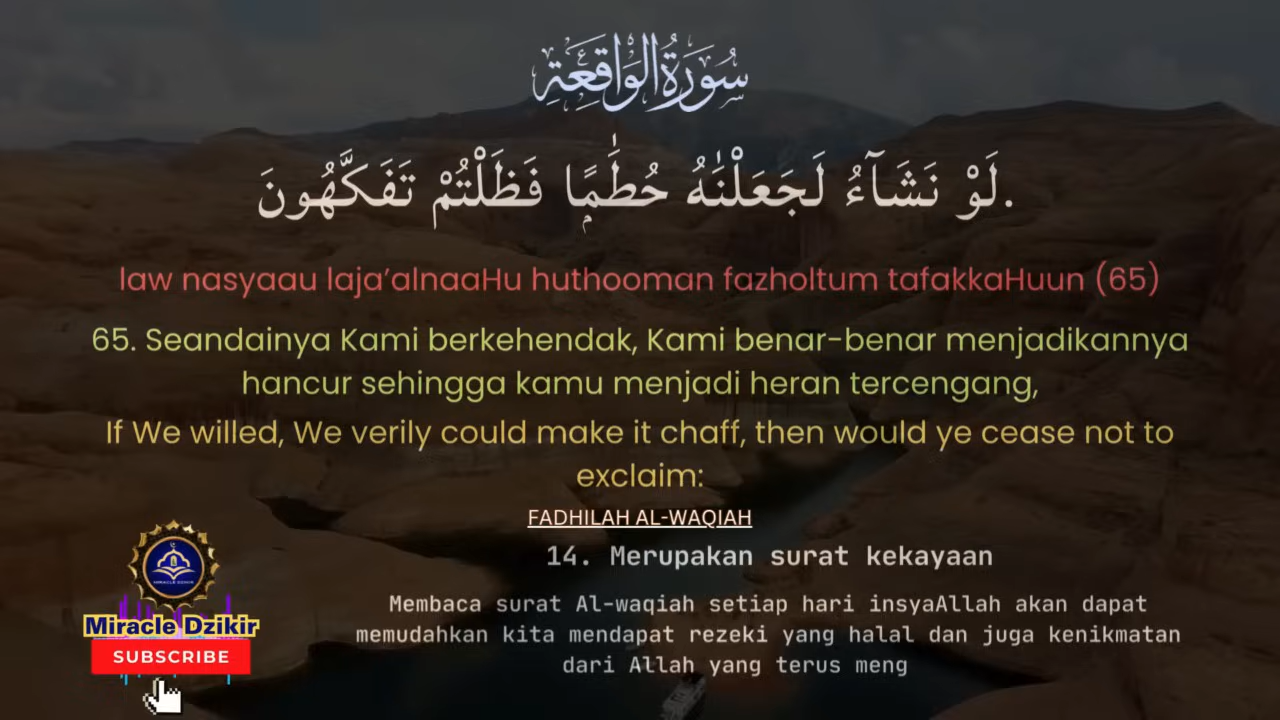 سُورَةُ الوَاقِعَةِ
لَوْ نَشَآءُ لَجَعَلْنَٰهُ حُطَٰمًۭا فَظَلْتُمْ تَفَكَّهُونَ.
law nasyaau laja’alnaaHu huthooman fazholtum tafakkaHuun (65)
65. Seandainya Kami berkehendak, Kami benar-benar menjadikannya
hancur sehingga kamu menjadi heran tercengang,
If We willed, We verily could make it chaff, then would ye cease not to
exclaim:
FADHILAH AL-WAQIAH
14. Merupakan surat kekayaan
Membaca surat Al-waqiah setiap hari insyaAllah akan dapat
memudahkan kita mendapat rezeki yang halal dan juga kenikmatan
dari Allah yang terus meng
MIRACLE DZIKIR
Miracle Dzikir
SUBSCRIBE